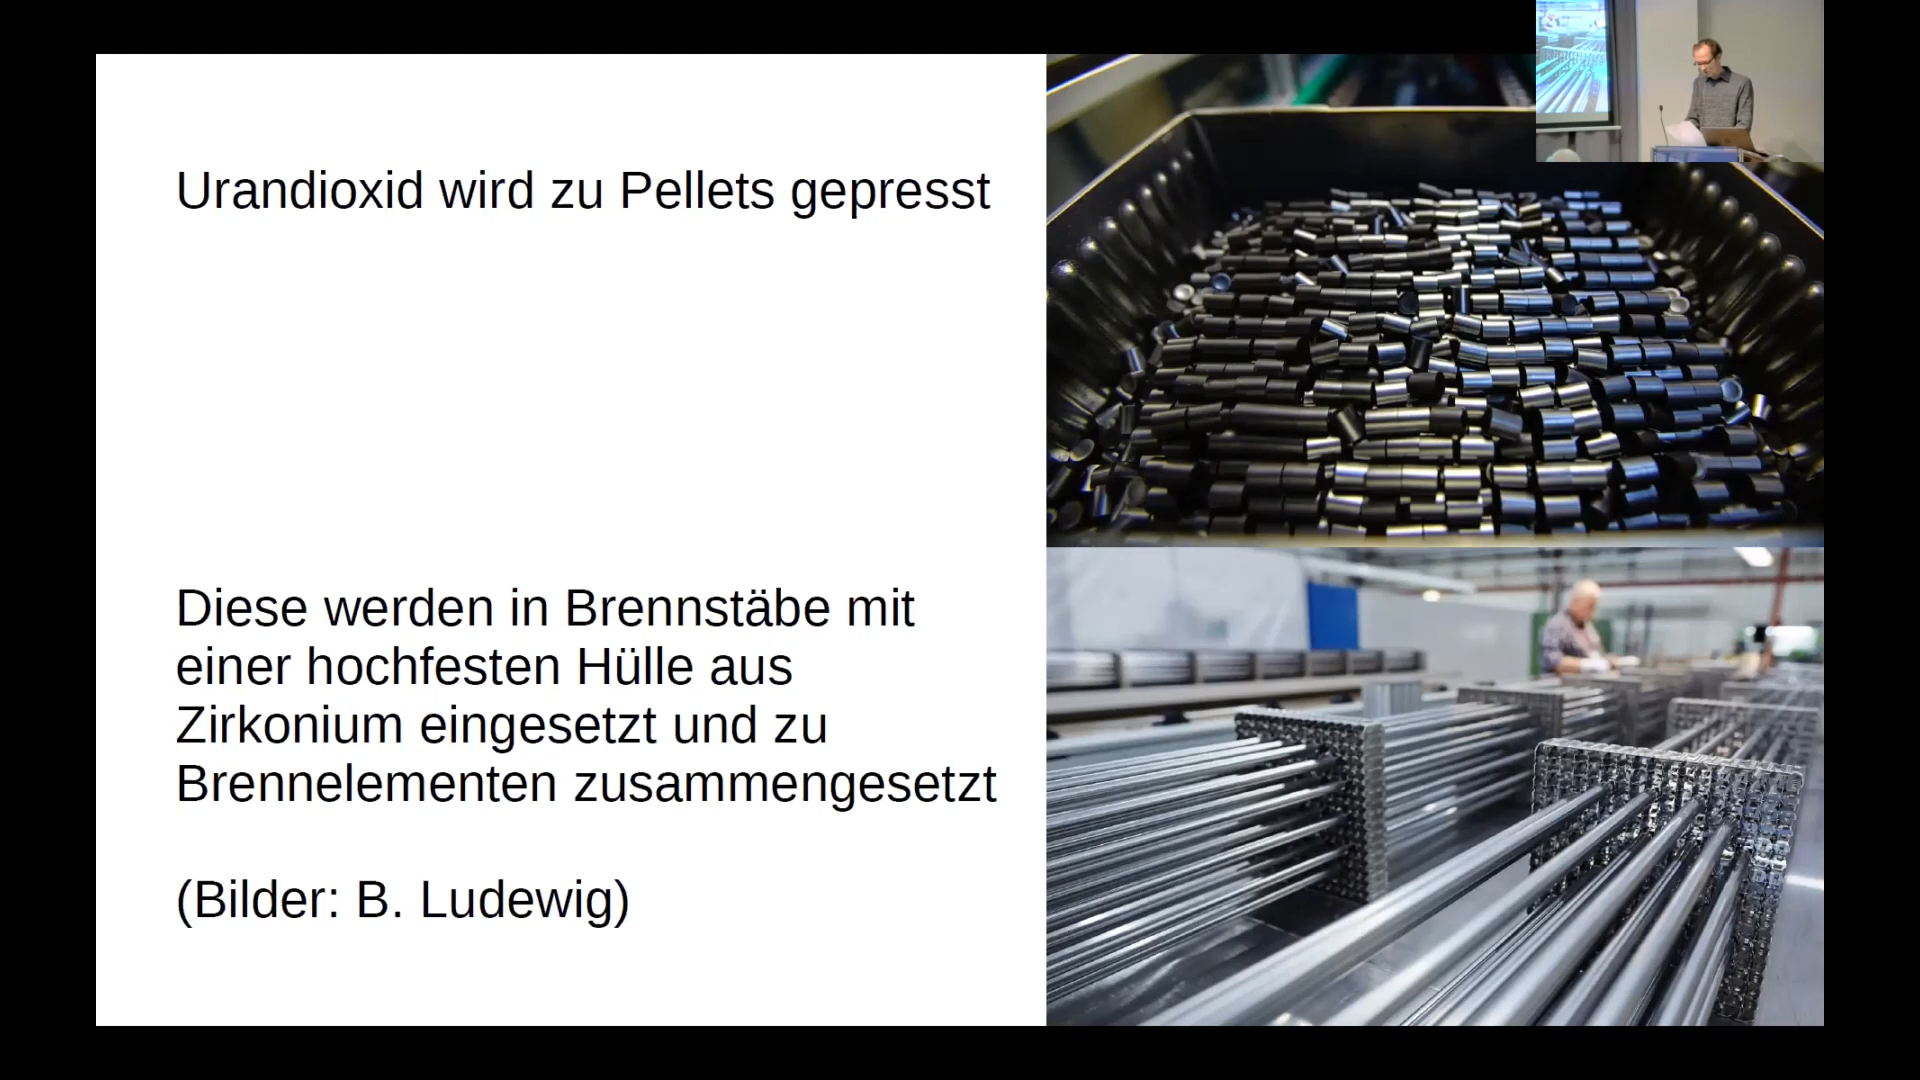 Urandioxid wird zu Pellets gepresst
Diese werden in Brennstäbe mit
einer hochfesten Hülle aus
Zirkonium eingesetzt und zu
Brennelementen zusammengesetzt
(Bilder: B. Ludewig)